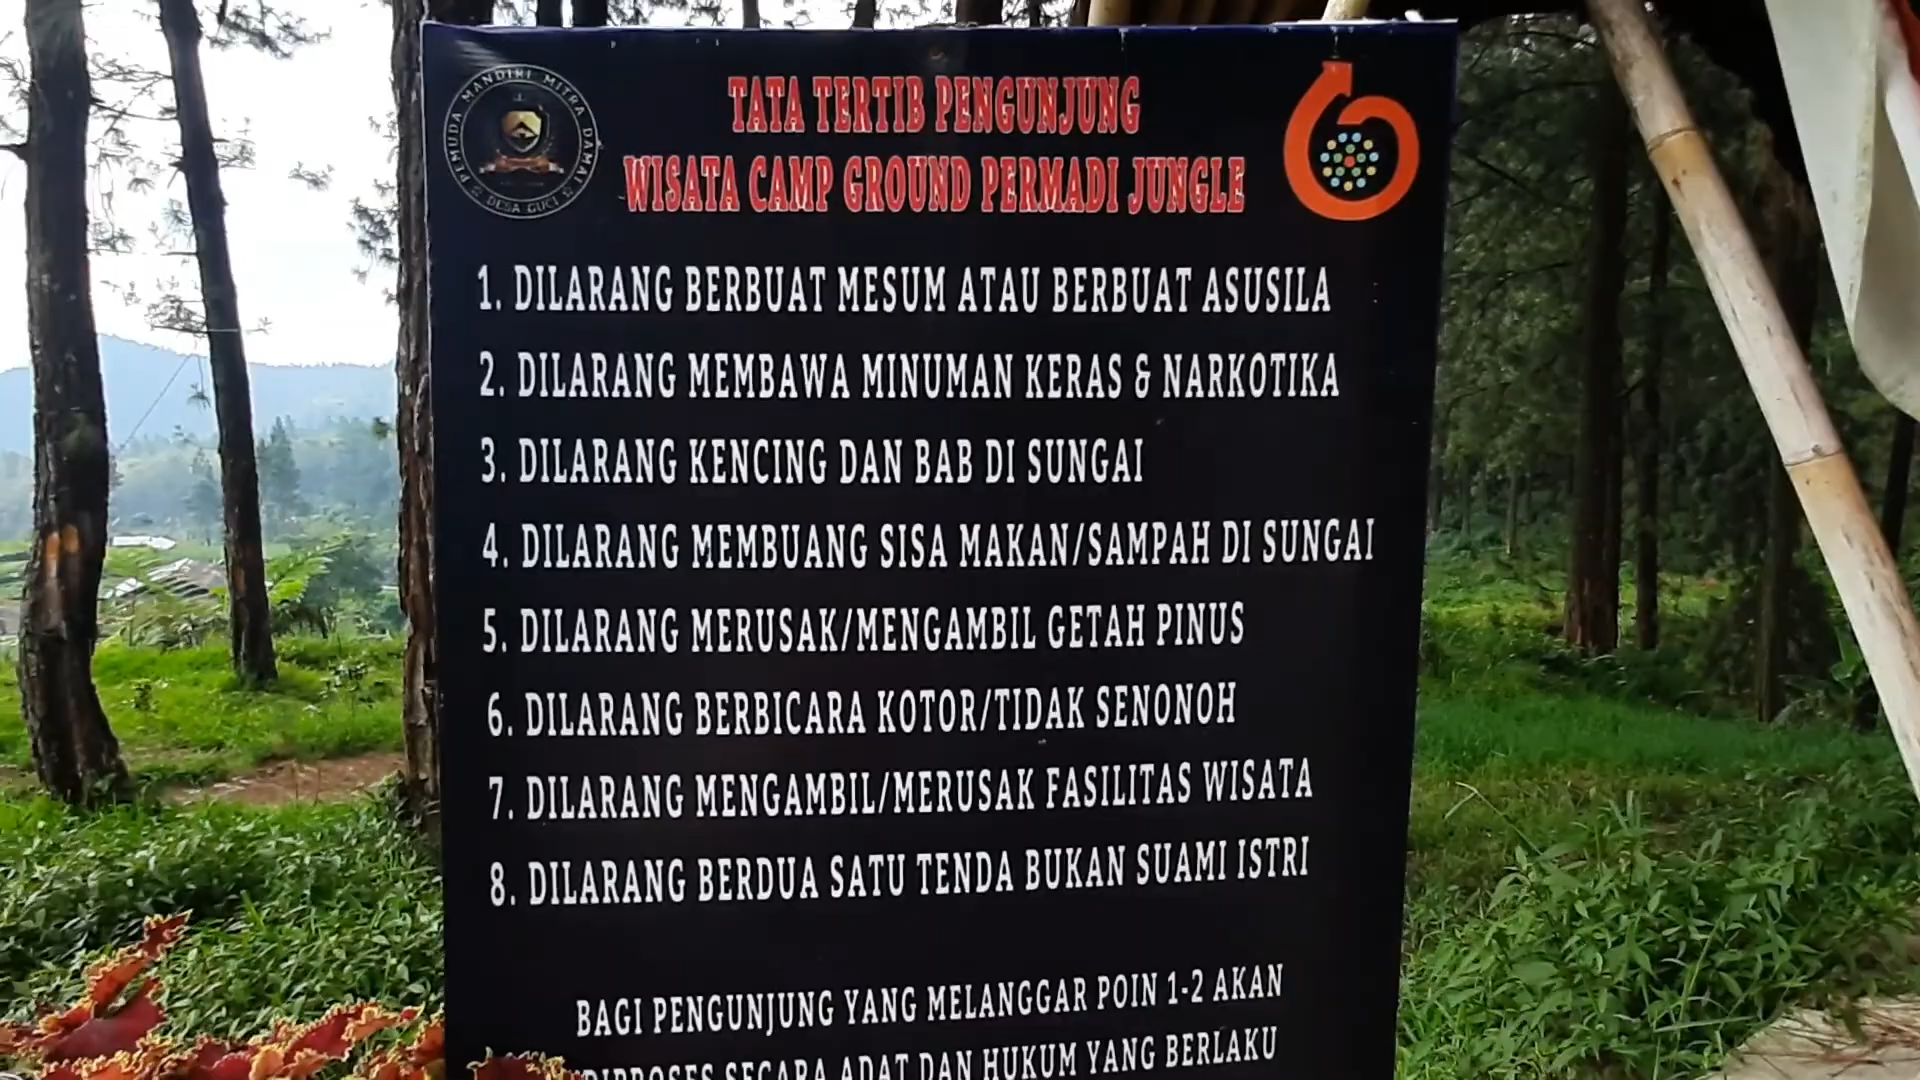 PEMUDA MANDIRI MITRA DAMAI
DESA GUCI
TATA TERTIB PENGUNJUNG
WISATA CAMP GROUND PERMADI JUNGLE
1. DILARANG BERBUAT MESUM ATAU BERBUAT ASUSILA
2. DILARANG MEMBAWA MINUMAN KERAS & NARKOTIKA
3. DILARANG KENCING DAN BAB DI SUNGAI
4. DILARANG MEMBUANG SISA MAKAN/SAMPAH DI SUNGAI
5. DILARANG MERUSAK/MENGAMBIL GETAH PINUS
6. DILARANG BERBICARA KOTOR/TIDAK SENONOH
7. DILARANG MENGAMBIL/MERUSAK FASILITAS WISATA
8. DILARANG BERDUA SATU TENDA BUKAN SUAMI ISTRI
BAGI PENGUNJUNG YANG MELANGGAR POIN 1-2 AKAN
DIPROSES SECARA ADAT DAN HUKUM YANG BERLAKU